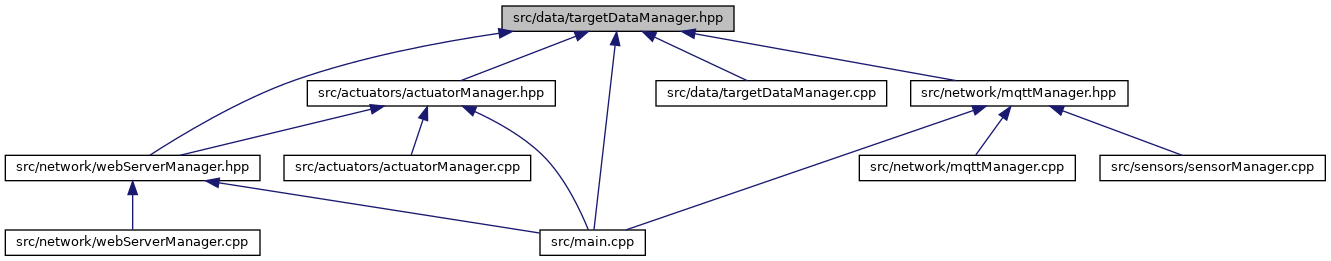 src/data/targetDataManager.hpp
src/actuators/actuatorManager.hpp
src/data/targetDataManager.cpp
src/network/mqttManager.hpp
src/network/webServerManager.hpp
src/actuators/actuatorManager.cpp
src/network/mqttManager.cpp
src/sensors/sensorManager.cpp
src/network/webServerManager.cpp
src/main.cpp